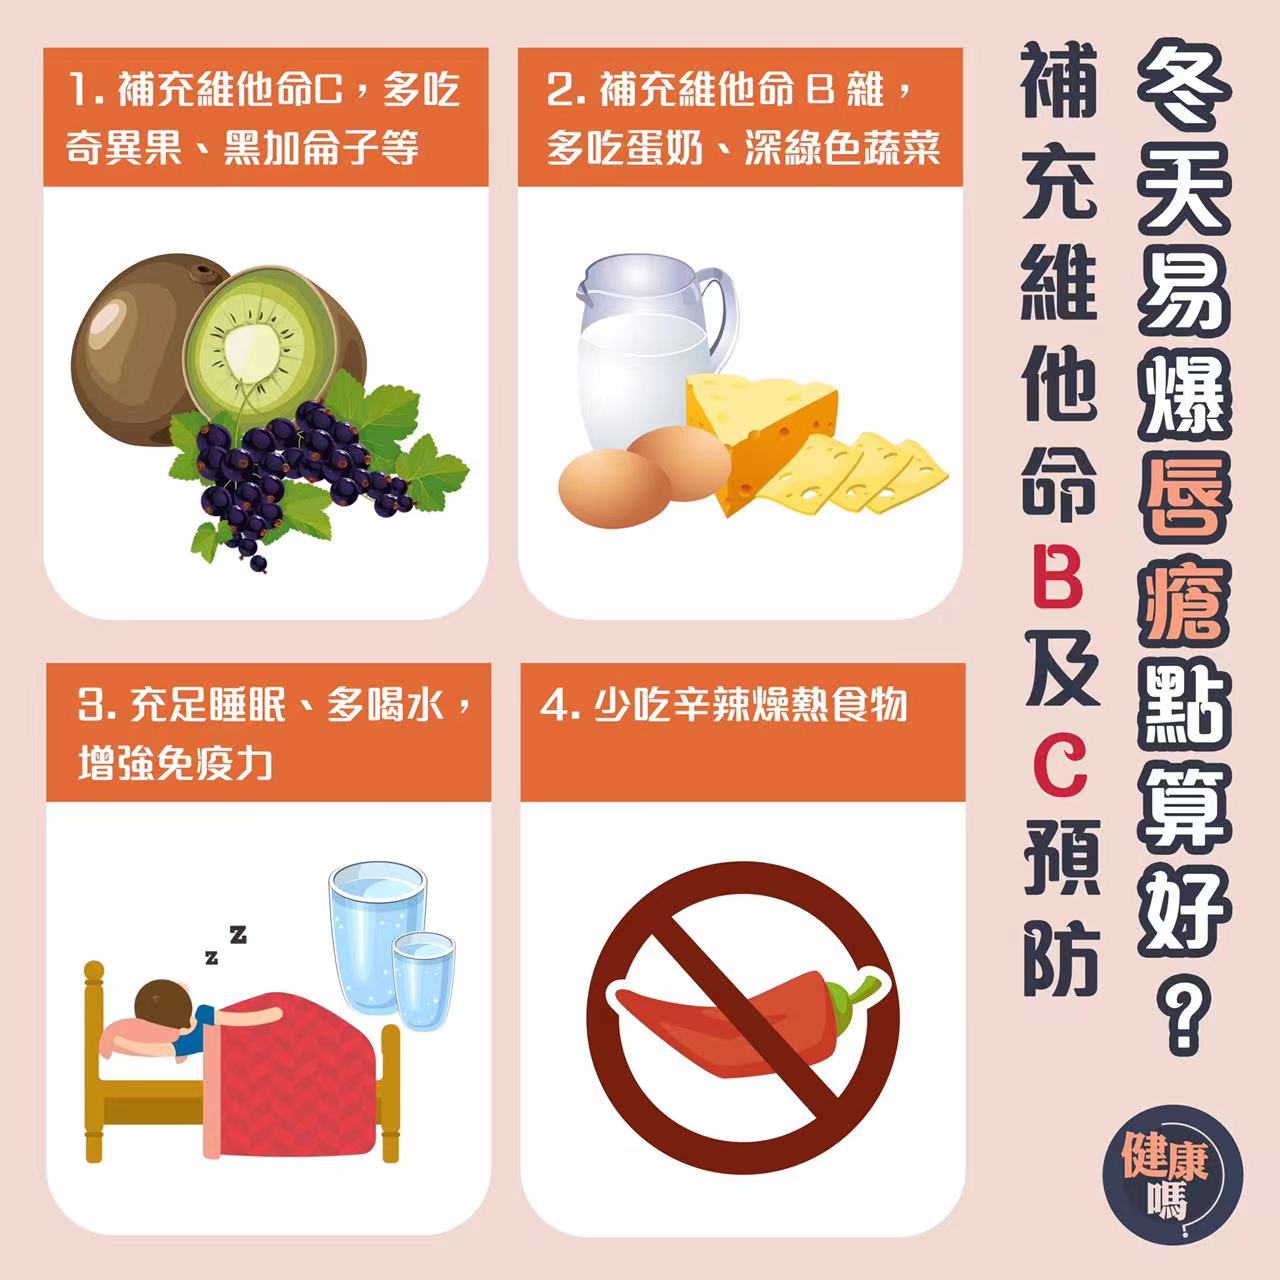 冬天易爆唇瘡點算好？
補充維他命B及C預防
1. 補充維他命C，多吃
奇異果、黑加侖子等
2. 補充維他命 B 雜，
多吃蛋奶、深綠色蔬菜
3. 充足睡眠、多喝水，
增強免疫力
z
z
4. 少吃辛辣燥熱食物
健康
嗎?